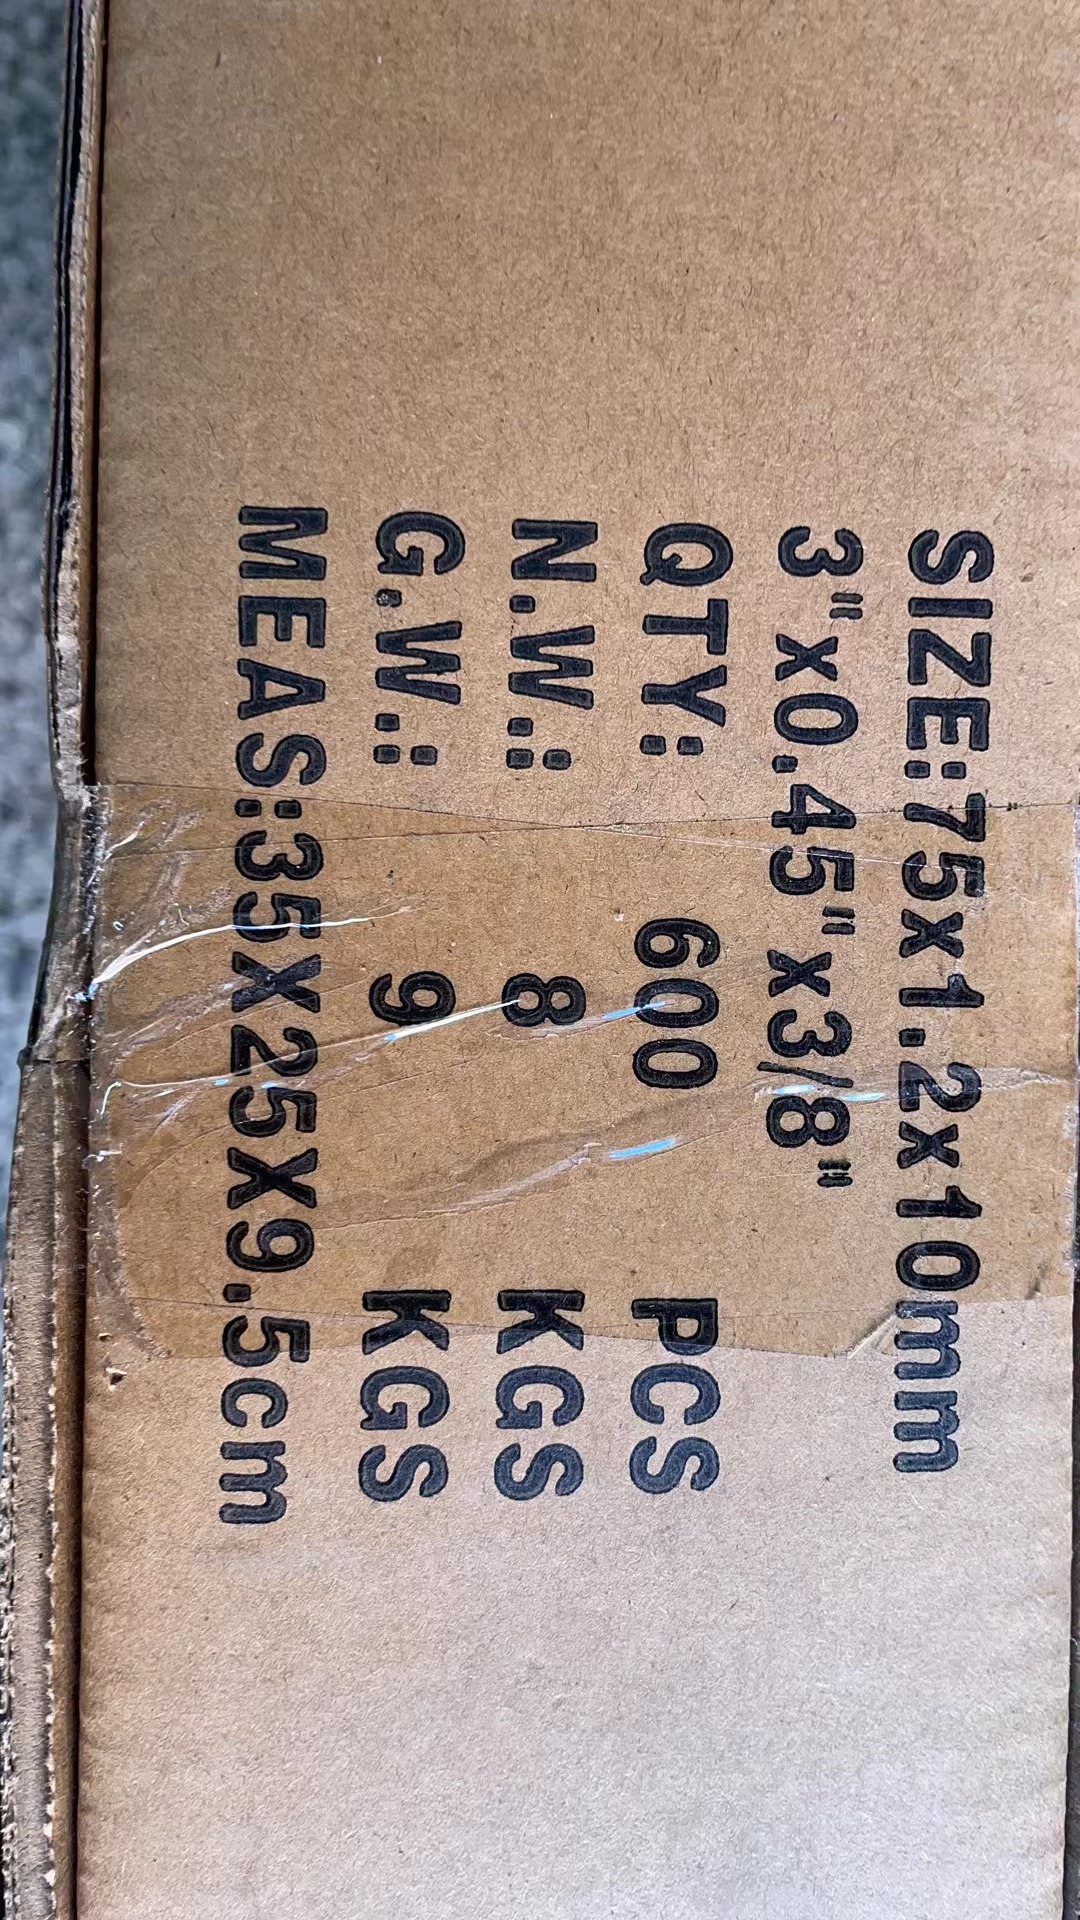 SIZE:75x1.2x10mm
3"x0.45"x3/8"
QTY: 600 PCS
N.W.: 8 KGS
G.W.: 9 KGS
MEAS:35X25X9.5cm